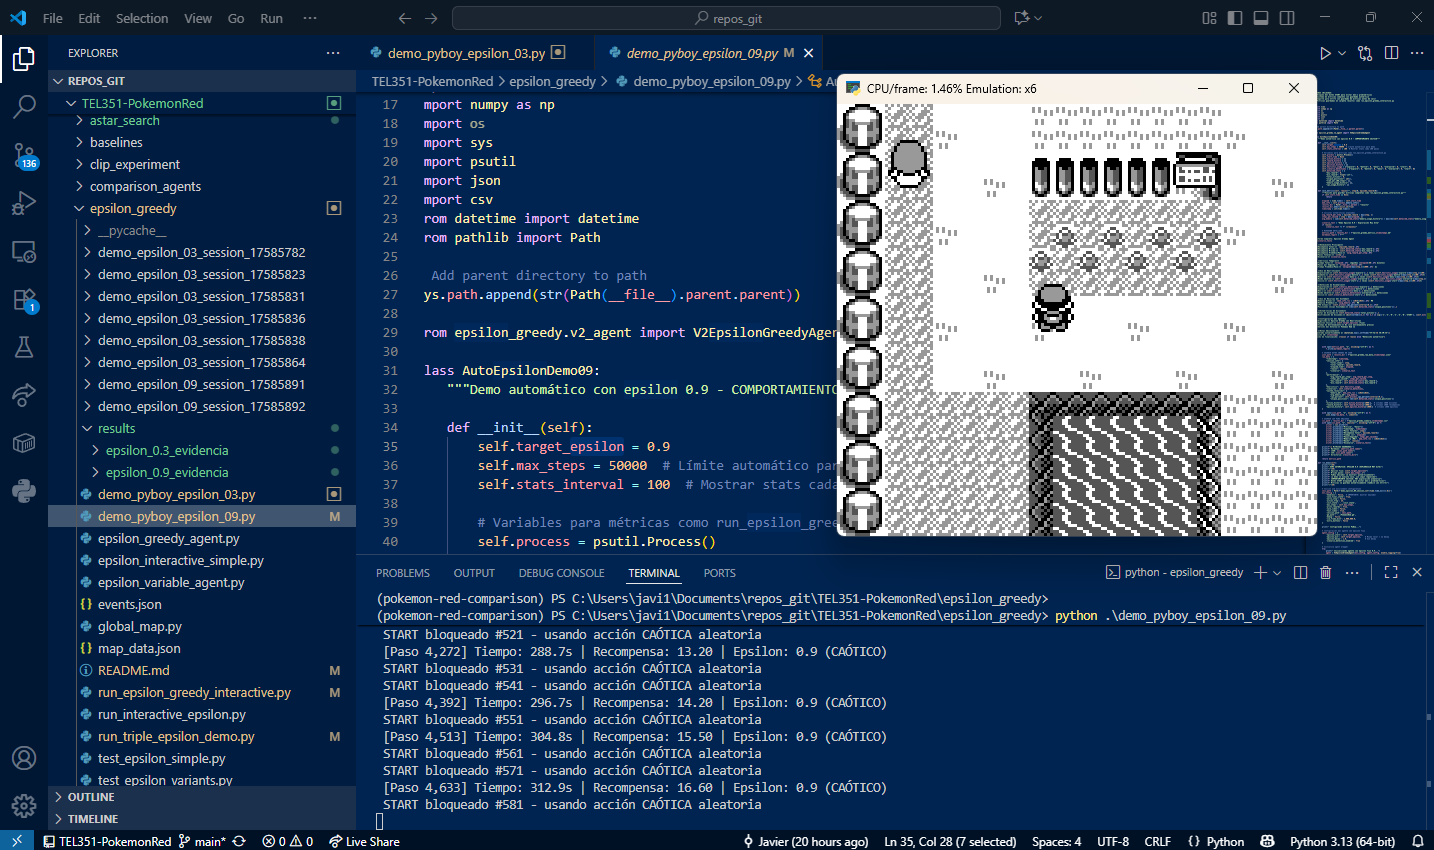 File Edit Selection View Go Run ···
repos_git
EXPLORER
REPOS_GIT
TEL351-PokemonRed
astar_search
baselines
clip_experiment
comparison_agents
epsilon_greedy
__pycache__
demo_epsilon_03_session_17585782
demo_epsilon_03_session_17585823
demo_epsilon_03_session_17585831
demo_epsilon_03_session_17585836
demo_epsilon_03_session_17585838
demo_epsilon_03_session_17585864
demo_epsilon_09_session_17585891
demo_epsilon_09_session_17585892
results
epsilon_0.3_evidencia
epsilon_0.9_evidencia
demo_pyboy_epsilon_03.py
demo_pyboy_epsilon_09.py M
epsilon_greedy_agent.py
epsilon_interactive_simple.py
epsilon_variable_agent.py
{} events.json
global_map.py
{} map_data.json
README.md M
run_epsilon_greedy_interactive.py M
run_interactive_epsilon.py
run_triple_epsilon_demo.py M
test_epsilon_simple.py
test_epsilon_variants.py
OUTLINE
TIMELINE
136
1
demo_pyboy_epsilon_03.py
demo_pyboy_epsilon_09.py M
TEL351-PokemonRed > epsilon_greedy > demo_pyboy_epsilon_09.py >
17 mport numpy as np
18 mport os
19 mport sys
20 mport psutil
21 mport json
22 mport csv
23 rom datetime import datetime
24 rom pathlib import Path
25
26 Add parent directory to path
27 ys.path.append(str(Path(__file__).parent.parent))
28
29 rom epsilon_greedy.v2_agent import V2EpsilonGreedyAgen
30
31 lass AutoEpsilonDemo09:
32 """Demo automático con epsilon 0.9 - COMPORTAMIENTO
33
34 def __init__(self):
35 self.target_epsilon = 0.9
36 self.max_steps = 50000 # Límite automático par
37 self.stats_interval = 100 # Mostrar stats cada
38
39 # Variables para métricas como run_epsilon_gree
40 self.process = psutil.Process()
CPU/frame: 1.46% Emulation: x6
PROBLEMS OUTPUT DEBUG CONSOLE TERMINAL PORTS
python - epsilon_greedy
(pokemon-red-comparison) PS C:\Users\javi1\Documents\repos_git\TEL351-PokemonRed\epsilon_greedy>
(pokemon-red-comparison) PS C:\Users\javi1\Documents\repos_git\TEL351-PokemonRed\epsilon_greedy> python .\demo_pyboy_epsilon_09.py
START bloqueado #521 - usando acción CAÓTICA aleatoria
[Paso 4,272] Tiempo: 288.7s | Recompensa: 13.20 | Epsilon: 0.9 (CAÓTICO)
START bloqueado #531 - usando acción CAÓTICA aleatoria
START bloqueado #541 - usando acción CAÓTICA aleatoria
[Paso 4,392] Tiempo: 296.7s | Recompensa: 14.20 | Epsilon: 0.9 (CAÓTICO)
START bloqueado #551 - usando acción CAÓTICA aleatoria
[Paso 4,513] Tiempo: 304.8s | Recompensa: 15.50 | Epsilon: 0.9 (CAÓTICO)
START bloqueado #561 - usando acción CAÓTICA aleatoria
START bloqueado #571 - usando acción CAÓTICA aleatoria
[Paso 4,633] Tiempo: 312.9s | Recompensa: 16.60 | Epsilon: 0.9 (CAÓTICO)
START bloqueado #581 - usando acción CAÓTICA aleatoria
TEL351-PokemonRed main* 0 0 Live Share Javier (20 hours ago) Ln 35, Col 28 (7 selected) Spaces: 4 UTF-8 CRLF {} Python Python 3.13 (64-bit)